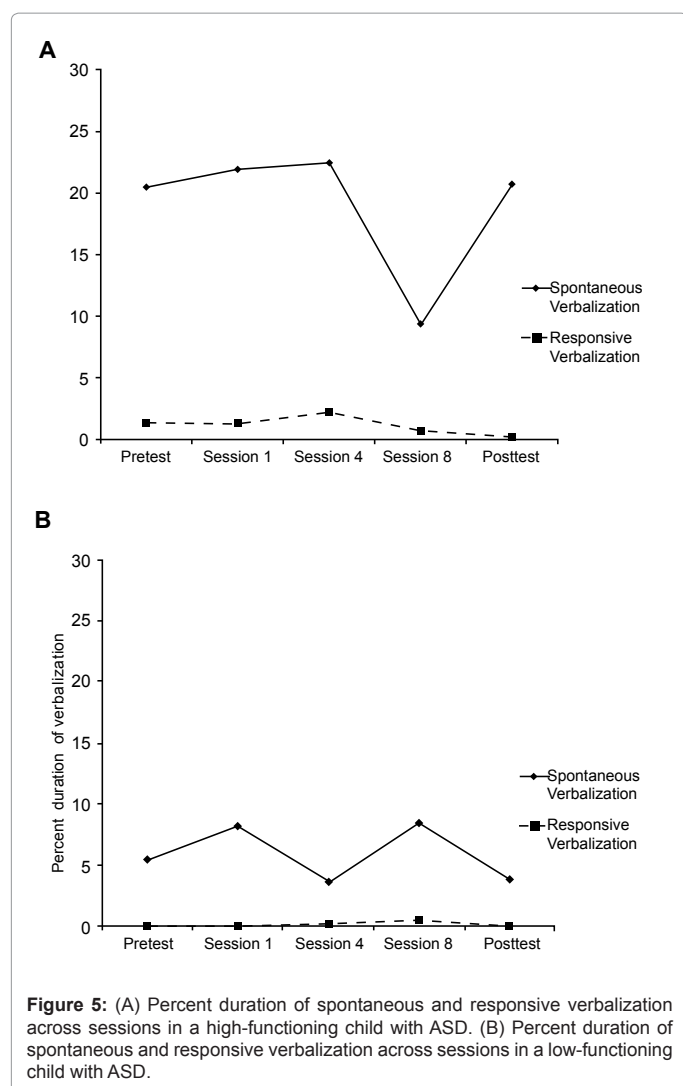 A
30
25
20
15
10
5
0
Pretest Session 1 Session 4 Session 8 Posttest
Spontaneous
Verbalization
Responsive
Verbalization
B
Percent duration of verbalization
30
25
20
15
10
5
0
Pretest Session 1 Session 4 Session 8 Posttest
Spontaneous
Verbalization
Responsive
Verbalization
Figure 5: (A) Percent duration of spontaneous and responsive verbalization
across sessions in a high-functioning child with ASD. (B) Percent duration of
spontaneous and responsive verbalization across sessions in a low-functioning
child with ASD.